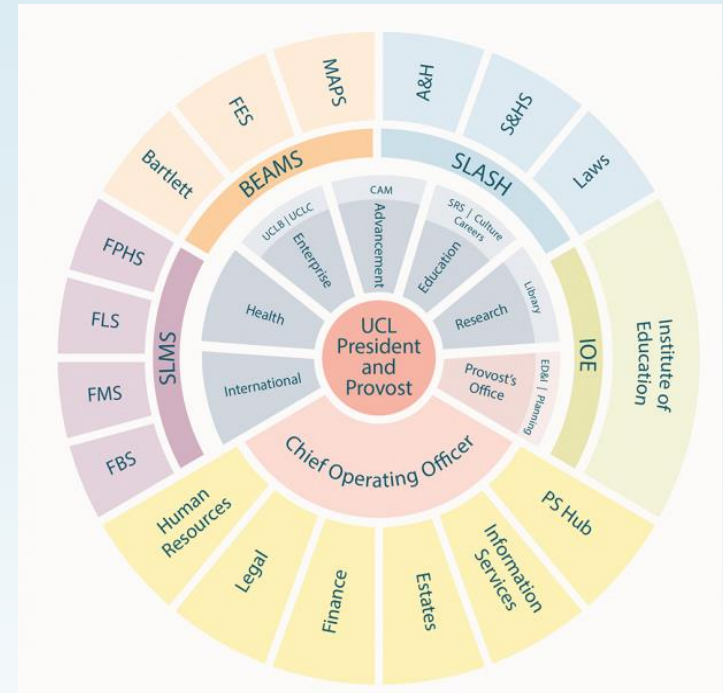 MAPS
A&H
FES
S&HS
Bartlett
Laws
BEAMS
SLASH
CAM
UCLB | UCLC
SRS | Culture
Careers
Advancement
Enterprise
Education
FPHS
FLS
FMS
FBS
SLMS
Health
Research
Library
International
UCL
President
and
Provost
Provost's
Office
ED&I | Planning
IOE
Institute of
Education
Chief Operating Officer
Human
Resources
Legal
Finance
Estates
Information
Services
PS Hub